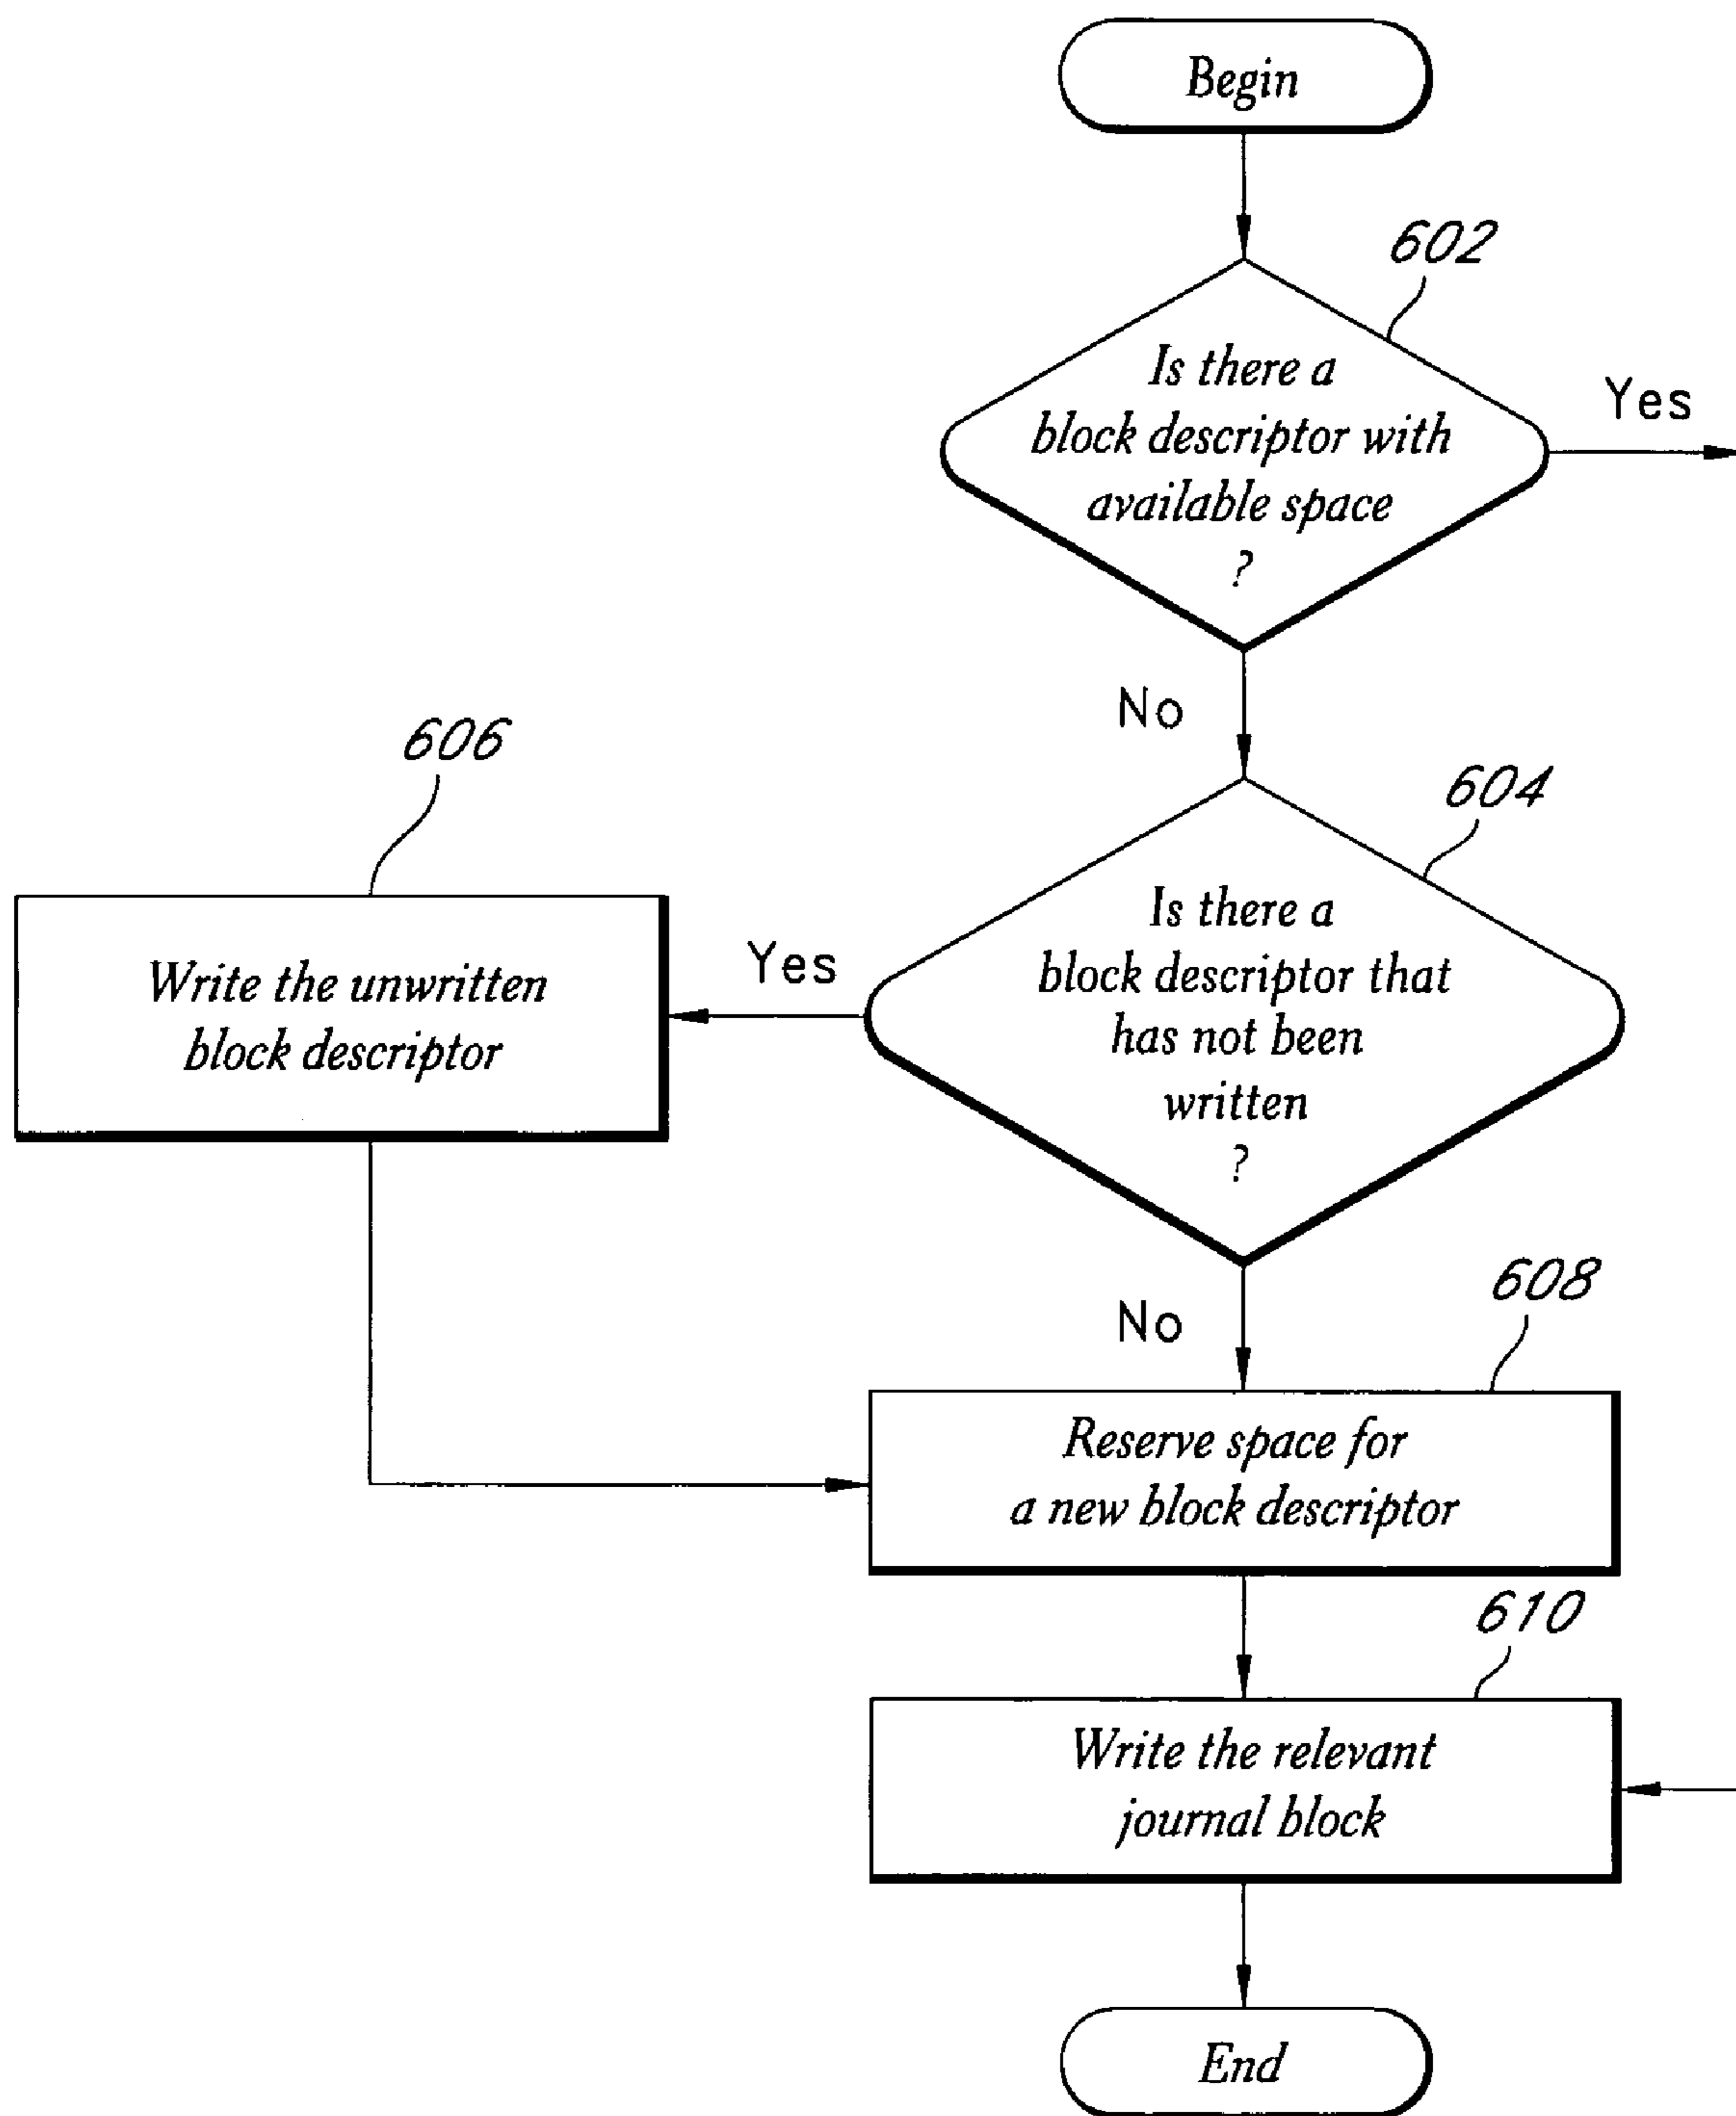 Begin
602
Is there a
block descriptor with
available space
?
Yes
No
606
604
Write the unwritten
block descriptor
Yes
Is there a
block descriptor that
has not been
written
?
No
608
Reserve space for
a new block descriptor
610
Write the relevant
journal block
End